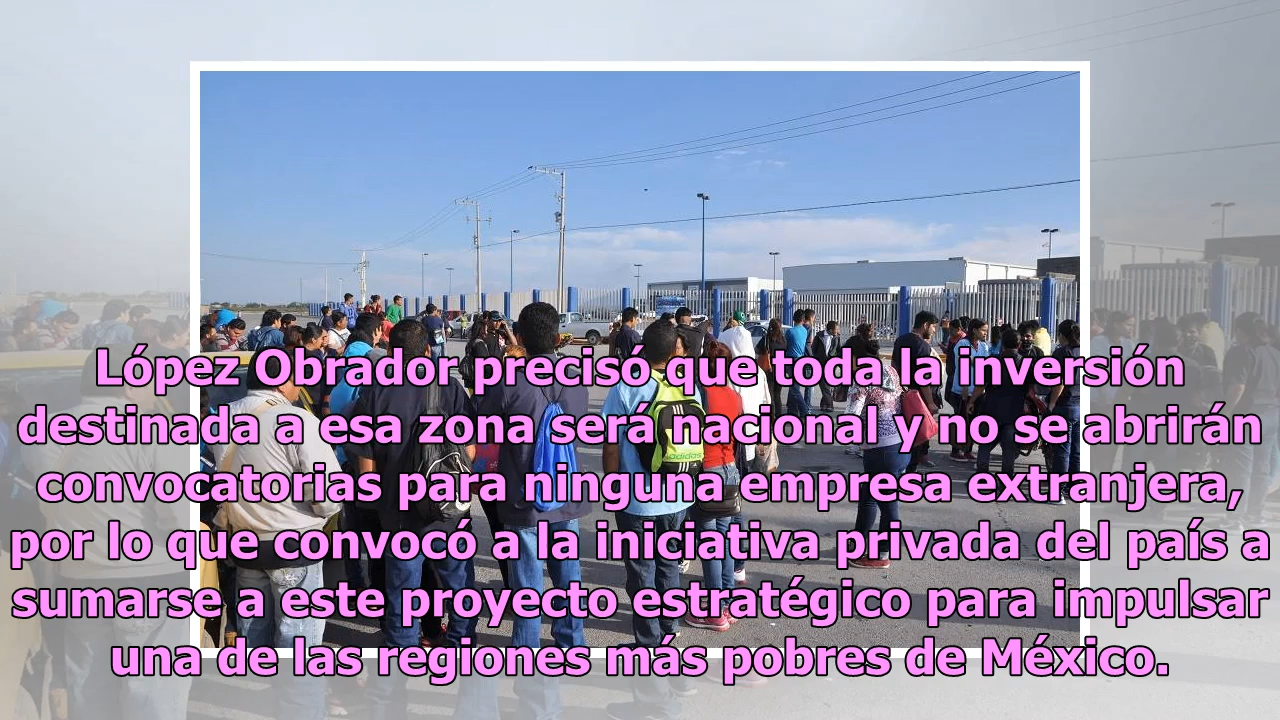 López Obrador precisó que toda la inversión
destinada a esa zona será nacional y no se abrirán
convocatorias para ninguna empresa extranjera,
por lo que convocó a la iniciativa privada del país a
sumarse a este proyecto estratégico para impulsar
una de las regiones más pobres de México.
adidas